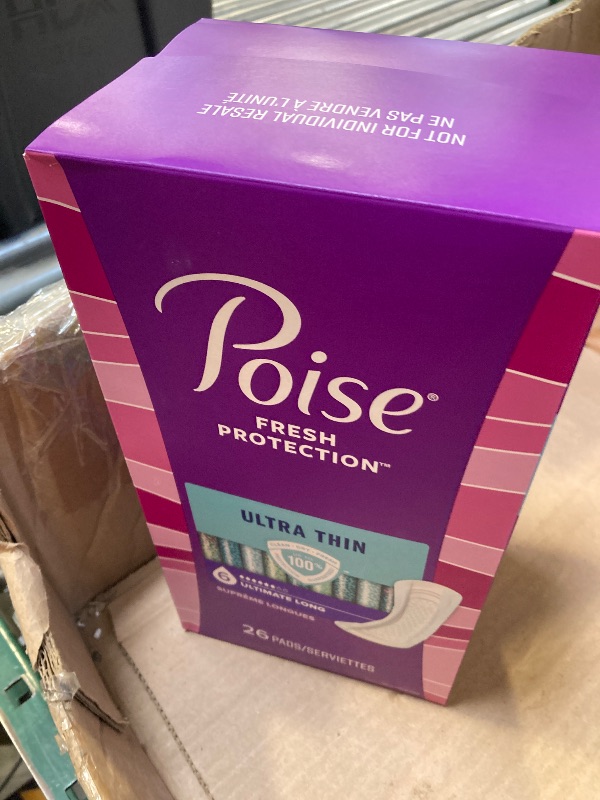 NOT FOR INDIVIDUAL RESALE
NE PAS VENDRE À L'UNITÉ
Poise®
FRESH
PROTECTION™
ULTRA THIN
100%
6
ULTIMATE LONG
SUPRÊME LONGUES
26 PADS/SERVIETTES